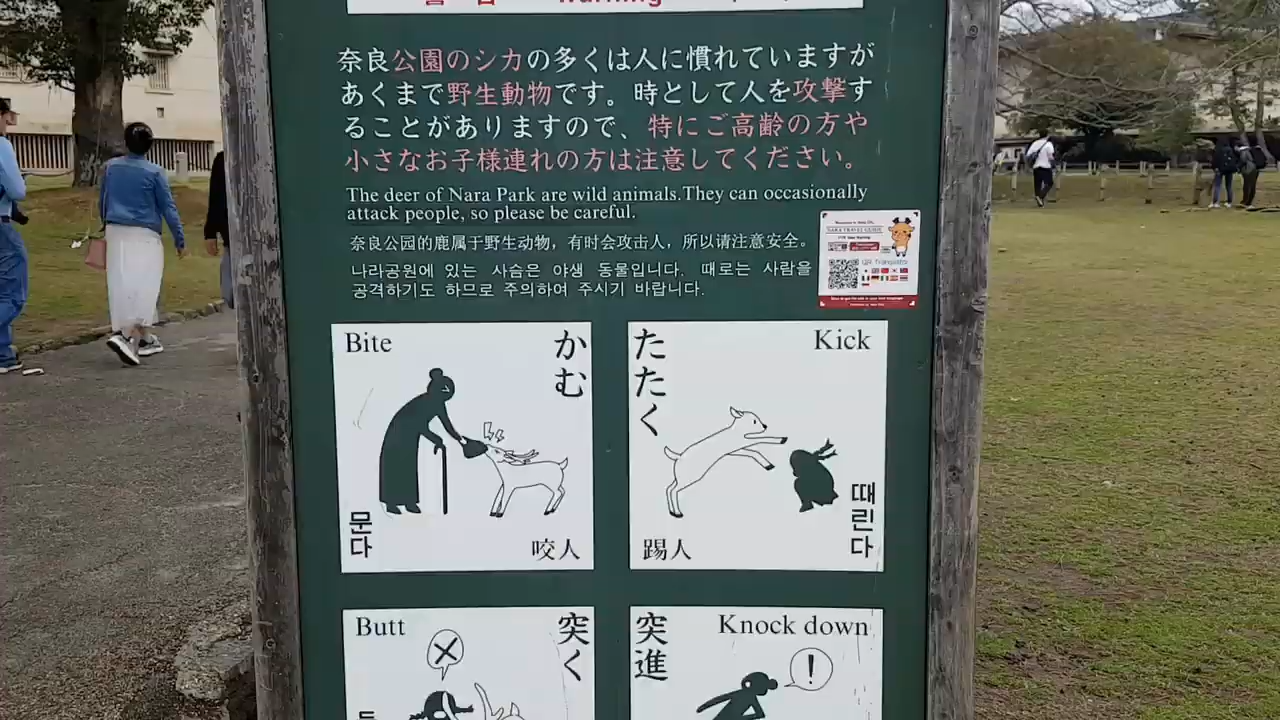 奈良公園のシカの多くは人に慣れていますが
あくまで野生動物です。時として人を攻撃す
ることがありますので、特にご高齢の方や
小さなお子様連れの方は注意してください。
The deer of Nara Park are wild animals.They can occasionally
attack people, so please be careful.
奈良公园的鹿属于野生动物，有时会攻击人，所以请注意安全。
나라공원에 있는 사슴은 야생 동물입니다. 때로는 사람을
공격하기도 하므로 주의하여 주시기 바랍니다.
NARA TRAVEL GUIDE
QR Translator
Bite
かむ
문다
咬人
Kick
たたく
때린다
踢人
Butt
突く
Knock down
突進
!